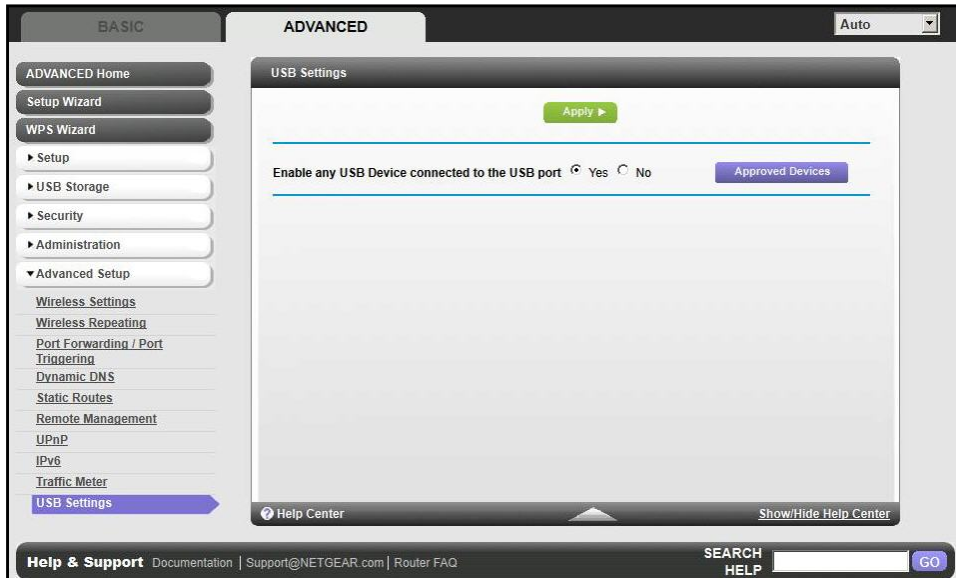 BASIC
ADVANCED
Auto
ADVANCED Home
Setup Wizard
WPS Wizard
Setup
USB Storage
Security
Administration
Advanced Setup
Wireless Settings
Wireless Repeating
Port Forwarding / Port
Triggering
Dynamic DNS
Static Routes
Remote Management
UPnP
IPv6
Traffic Meter
USB Settings
USB Settings
Apply
Enable any USB Device connected to the USB port Yes No
Approved Devices
Help Center
Show/Hide Help Center
Help & Support Documentation | Support@NETGEAR.com | Router FAQ
SEARCH
HELP
GO